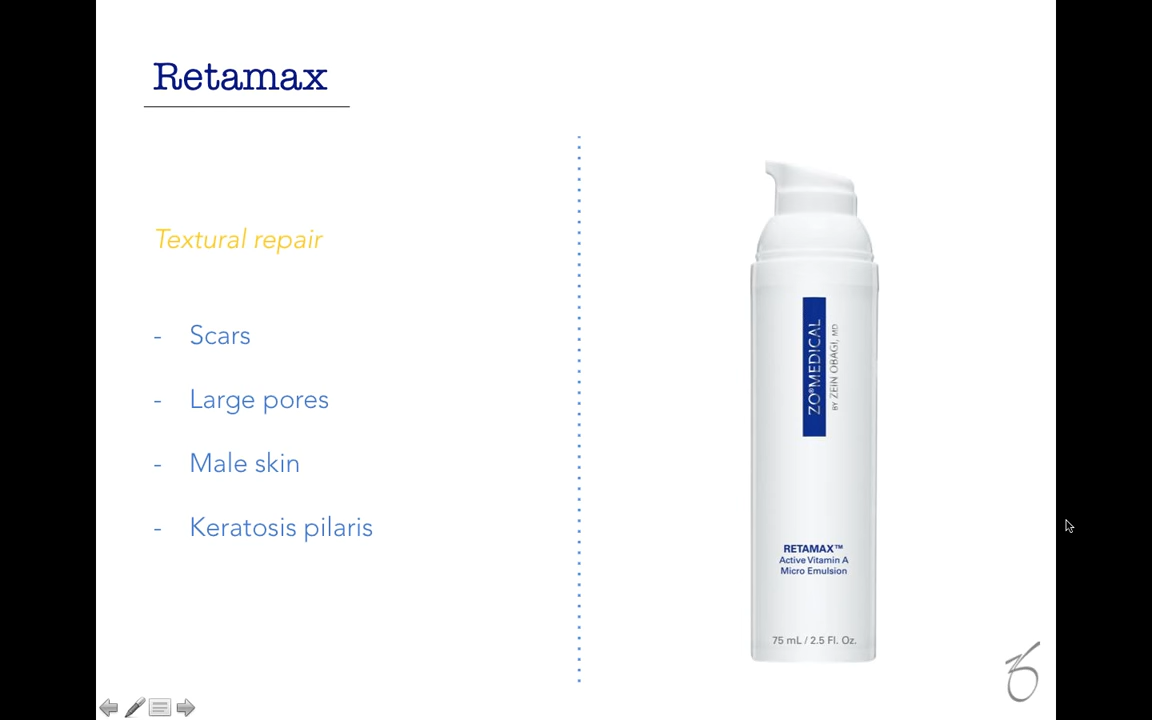 Retamax
Textural repair
- Scars
- Large pores
- Male skin
- Keratosis pilaris
ZO®MEDICAL
BY ZEIN OBAGI, MD
RETAMAX™
Active Vitamin A
Micro Emulsion
75 mL / 2.5 Fl. Oz.